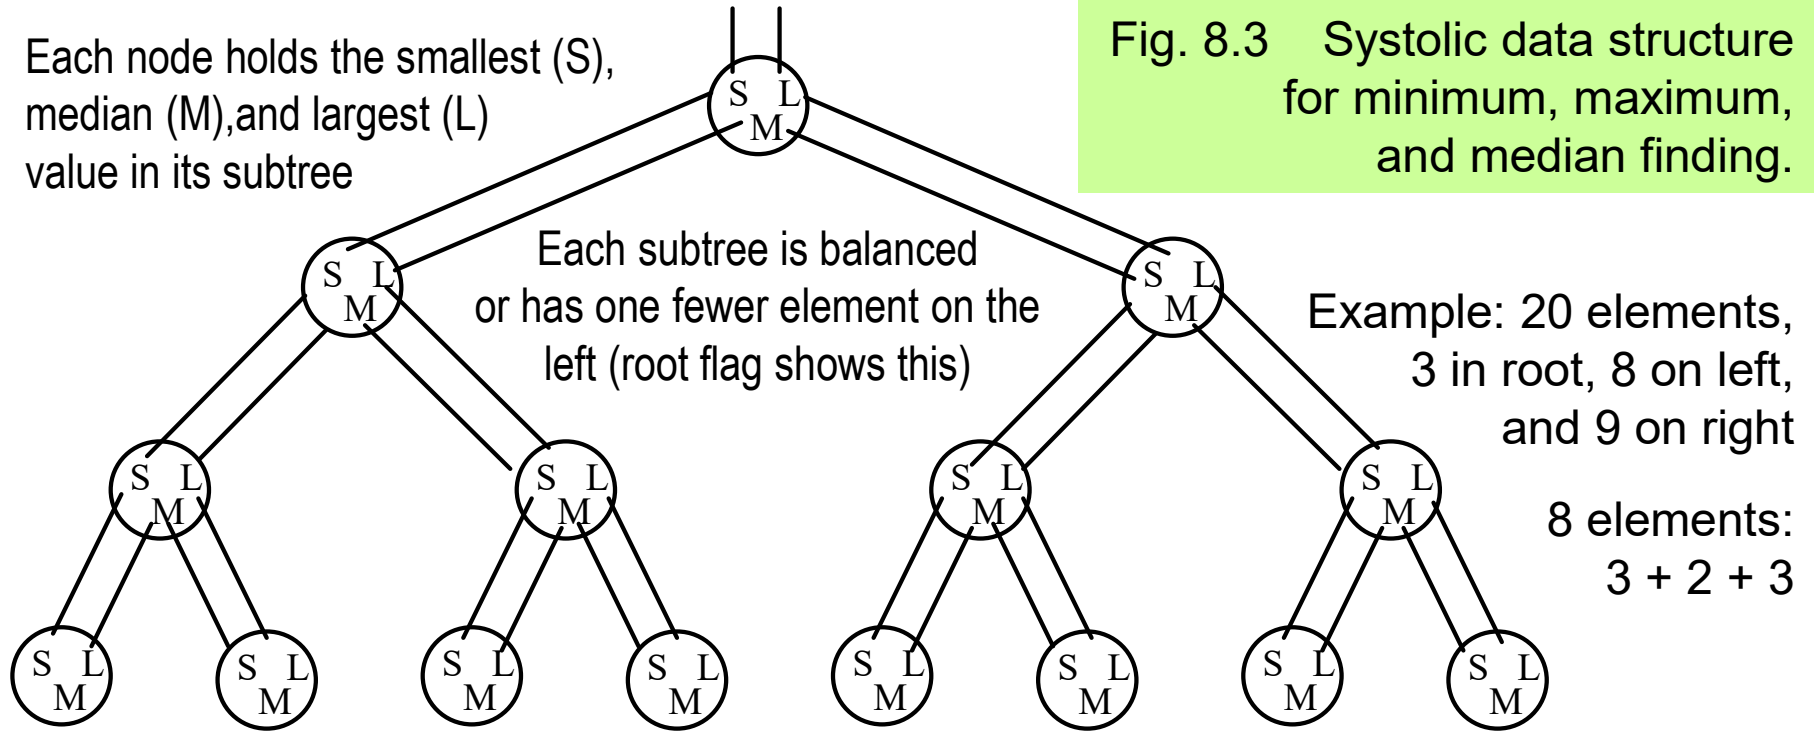 Each node holds the smallest (S),
median (M),and largest (L)
value in its subtree
Fig. 8.3 Systolic data structure
for minimum, maximum,
and median finding.
S L
M
Each subtree is balanced
or has one fewer element on the
left (root flag shows this)
S L
M
S L
M
Example: 20 elements,
3 in root, 8 on left,
and 9 on right
8 elements:
3 + 2 + 3
S L
M
S L
M
S L
M
S L
M
S L
M
S L
M
S L
M
S L
M
S L
M
S L
M
S L
M
S L
M